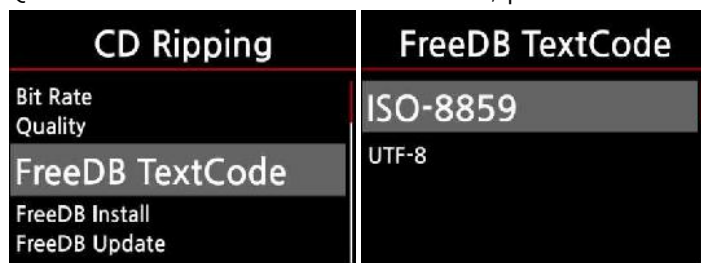 CD Ripping
Bit Rate
Quality
FreeDB TextCode
FreeDB Install
FreeDB Update
FreeDB TextCode
ISO-8859
UTF-8